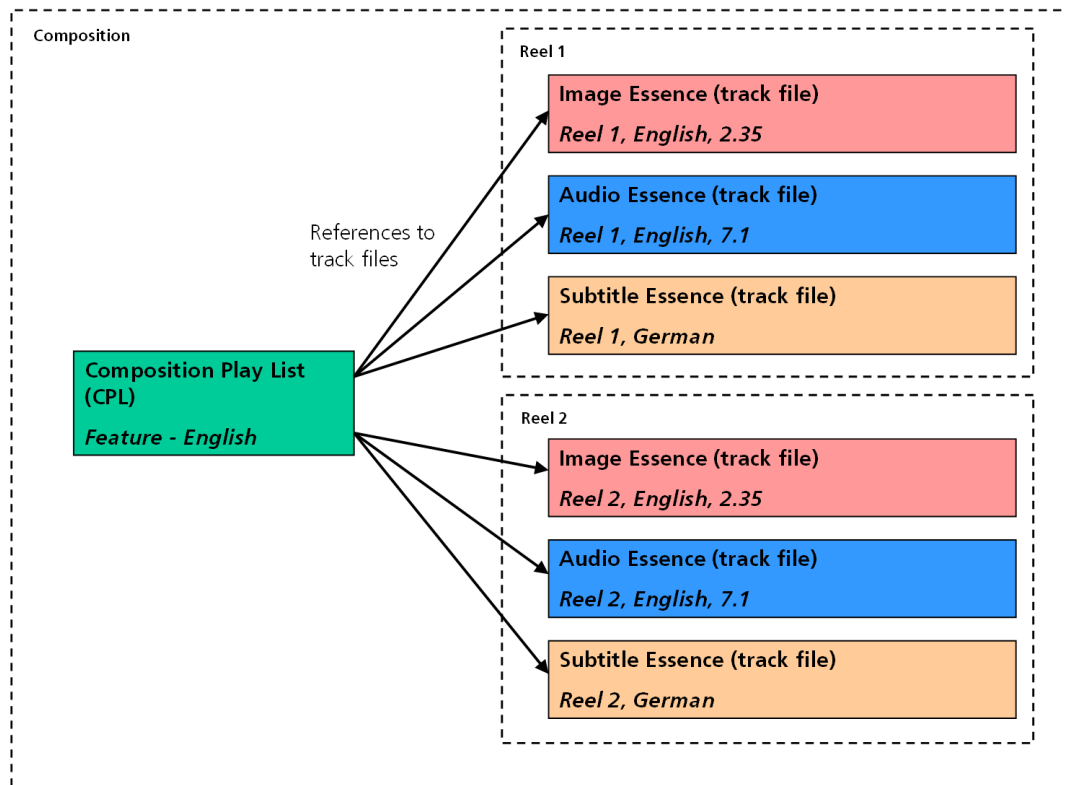 Composition
Reel 1
Image Essence (track file)
Reel 1, English, 2.35
Audio Essence (track file)
Reel 1, English, 7.1
References to
track files
Subtitle Essence (track file)
Reel 1, German
Composition Play List
(CPL)
Feature - English
Reel 2
Image Essence (track file)
Reel 2, English, 2.35
Audio Essence (track file)
Reel 2, English, 7.1
Subtitle Essence (track file)
Reel 2, German